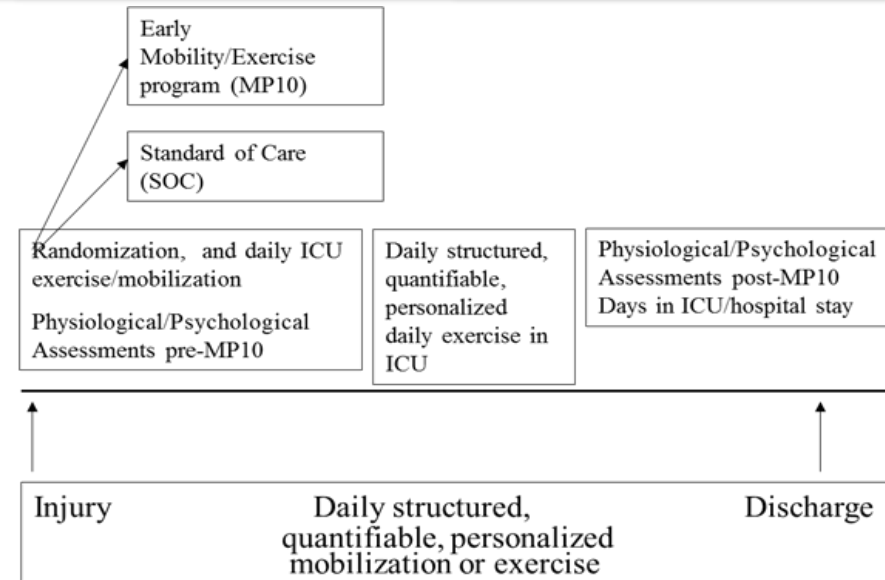 Early
Mobility/Exercise
program (MP10)
Standard of Care
(SOC)
Randomization, and daily ICU
exercise/mobilization
Physiological/Psychological
Assessments pre-MP10
Daily structured,
quantifiable,
personalized
daily exercise in
ICU
Physiological/Psychological
Assessments post-MP10
Days in ICU/hospital stay
Injury
Daily structured,
quantifiable, personalized
mobilization or exercise
Discharge